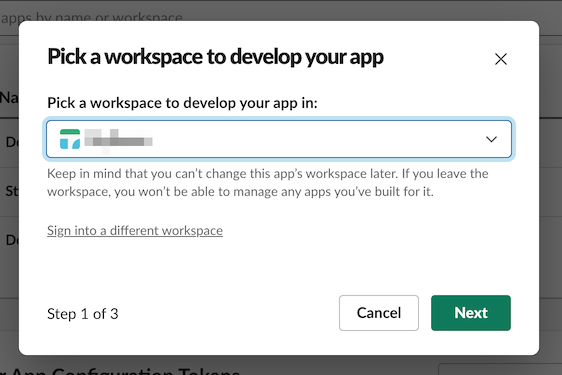 apps by name or workspace
Pick a workspace to develop your app
Na
Pick a workspace to develop your app in:
De
Keep in mind that you can't change this app's workspace later. If you leave the
workspace, you won't be able to manage any apps you've built for it.
St
Sign into a different workspace
De
Step 1 of 3
Cancel
Next
App Configuration Tokens